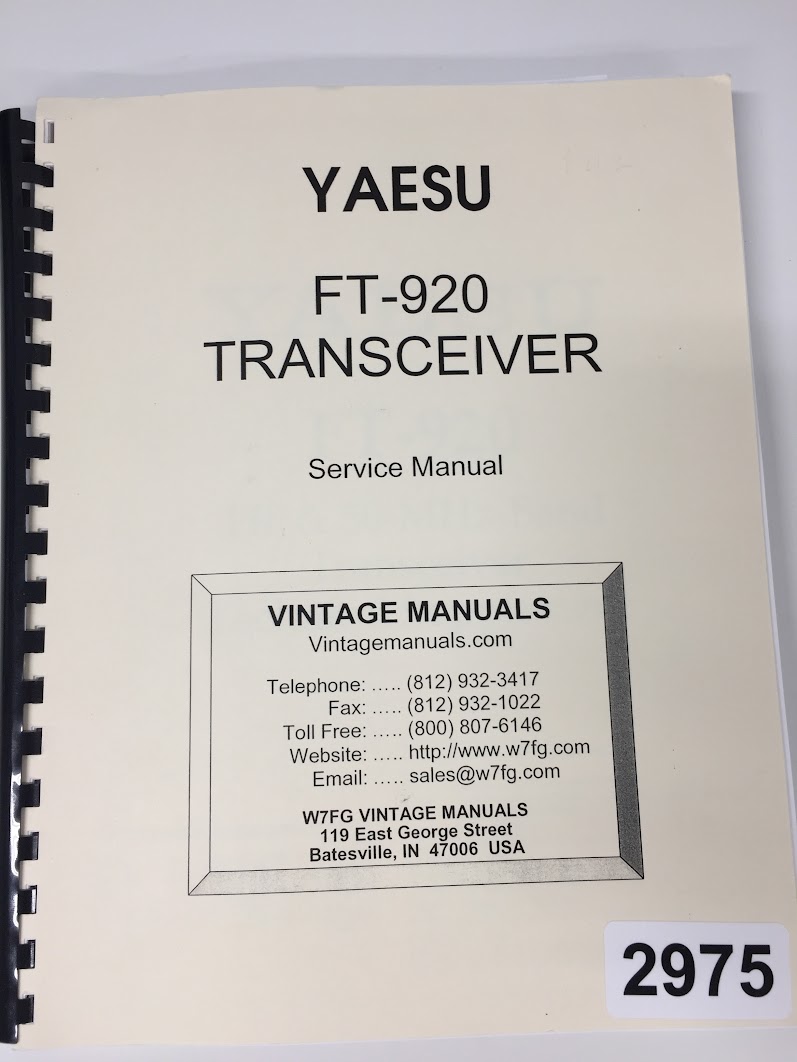 YAESU
FT-920
TRANSCEIVER
Service Manual
VINTAGE MANUALS
Vintagemanuals.com
Telephone: ..... (812) 932-3417
Fax: ..... (812) 932-1022
Toll Free: ..... (800) 807-6146
Website: ..... http://www.w7fg.com
Email: ..... sales@w7fg.com
W7FG VINTAGE MANUALS
119 East George Street
Batesville, IN 47006 USA
2975